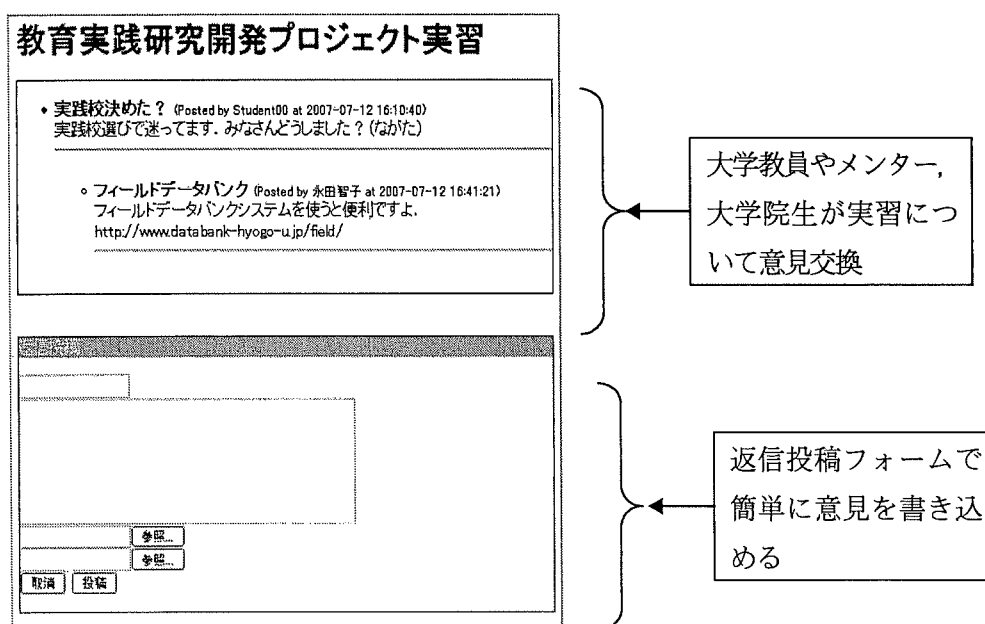 教育実践研究開発プロジェクト実習
• 実践校決めた? (Posted by Student00 at 2007-07-12 16:10:40)
実践校選びで迷ってます．みなさんどうしました?(ながた)
◦ フィールドデータバンク (Posted by 永田智子 at 2007-07-12 16:41:21)
フィールドデータバンクシステムを使うと便利ですよ．
http://www.databank-hyogo-u.jp/field/
大学教員やメンター，
大学院生が実習につ
いて意見交換
参照...
参照...
取消 投稿
返信投稿フォームで
簡単に意見を書き込
める